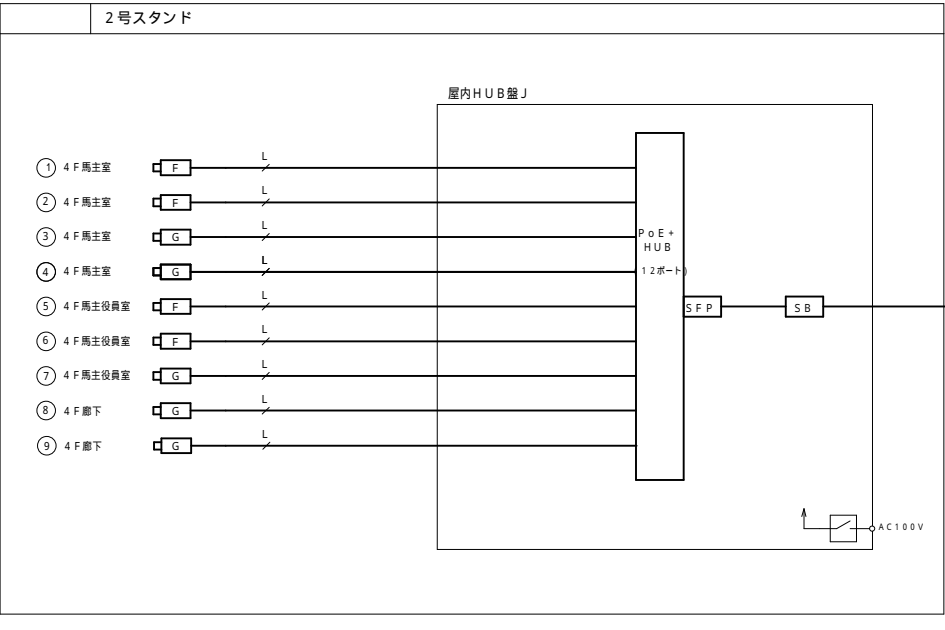 ２号スタンド
屋内ＨＵＢ盤Ｊ
① ４Ｆ馬主室 F L
② ４Ｆ馬主室 F L
③ ４Ｆ馬主室 G L
PoE+
HUB
④ ４Ｆ馬主室 G L
12ポート)
⑤ ４Ｆ馬主役員室 F L
SFP SB
⑥ ４Ｆ馬主役員室 F L
⑦ ４Ｆ馬主役員室 G L
⑧ ４Ｆ廊下 G L
⑨ ４Ｆ廊下 G L
AC100V